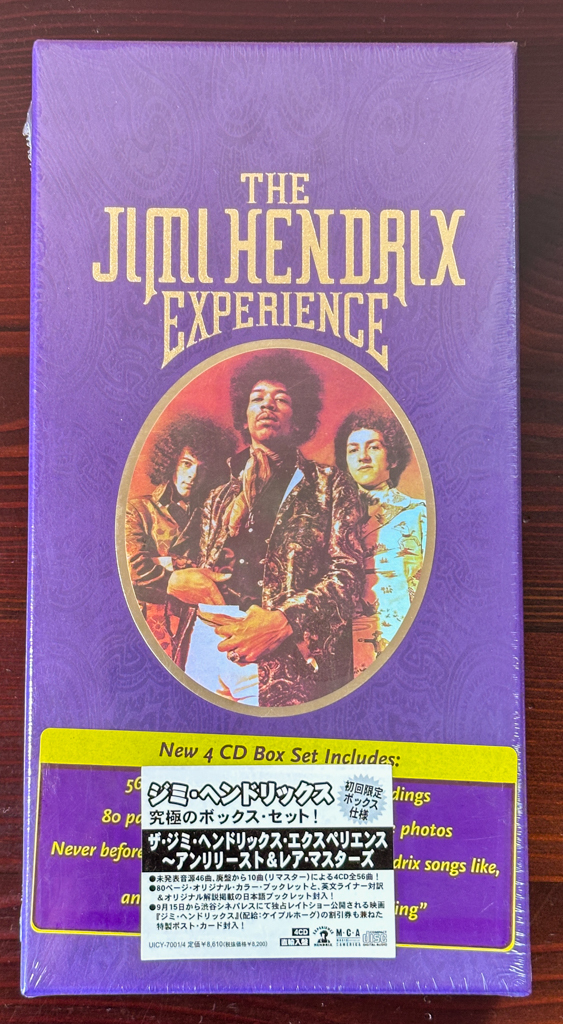 THE
JIMI HENDRIX
EXPERIENCE
New 4 CD Box Set Includes:
dings
80
photos
Never before
songs like,
ing"
ジミ・ヘンドリックス
究極のボックス・セット!
初回限定
ボックス
仕様
ザ・ジミ・ヘンドリックス・エクスペリエンス
〜アンリリースト&レア・マスターズ
●未発表音源46曲、廃盤から10曲(リマスター)による4CD全56曲!
●80ページ・オリジナル・カラー・ブックレットと、英文ライナー対訳
&オリジナル解説掲載の日本語ブックレット封入!
●9月15日から渋谷シネパレスにて独占レイトショー公開される映画
『ジミ・ヘンドリックス』(配給:ケイブルホーグ)の割引券も兼ねた
特製ポスト・カード封入!
4CD
直輸入盤
EXPERIENCE
HENDRIX
M・C・A
UICY-7001/4 定価¥8,610(税抜価格¥8,200)